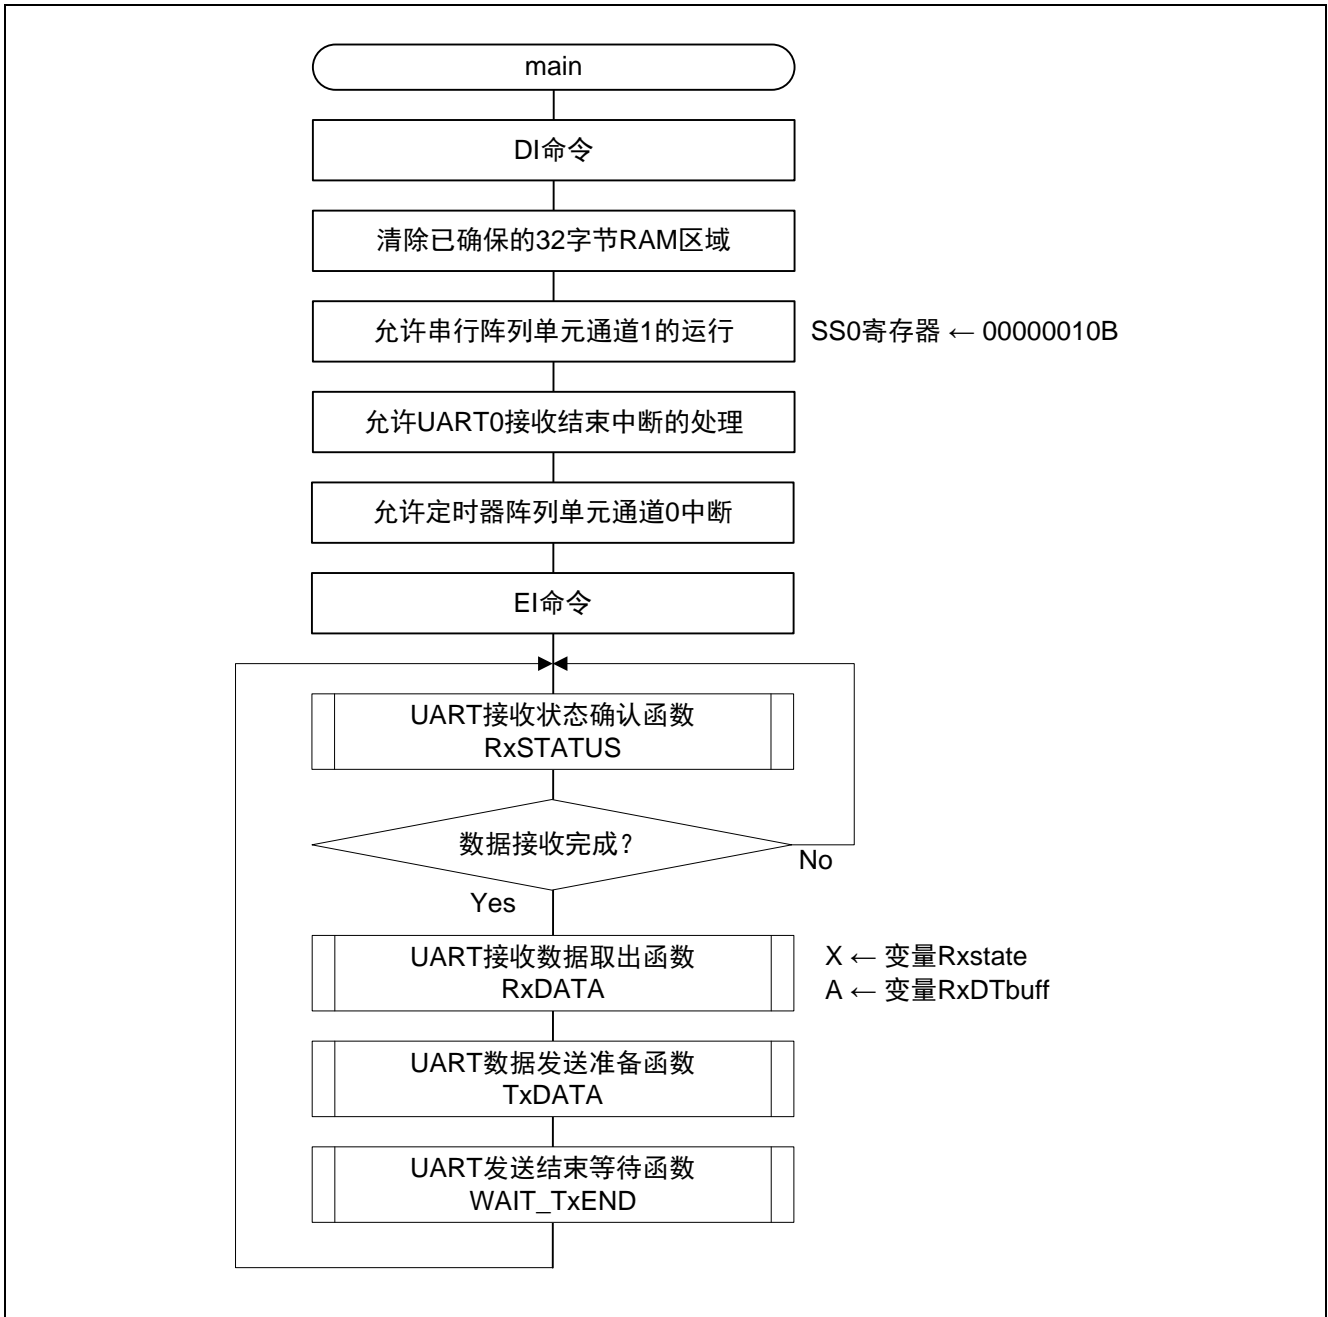 main
DI命令
清除已确保的32字节RAM区域
允许串行阵列单元通道1的运行
SS0寄存器 ← 00000010B
允许UART0接收结束中断的处理
允许定时器阵列单元通道0中断
EI命令
UART接收状态确认函数
RxSTATUS
数据接收完成?
No
Yes
UART接收数据取出函数
RxDATA
X ← 变量Rxstate
A ← 变量RxDTbuff
UART数据发送准备函数
TxDATA
UART发送结束等待函数
WAIT_TxEND